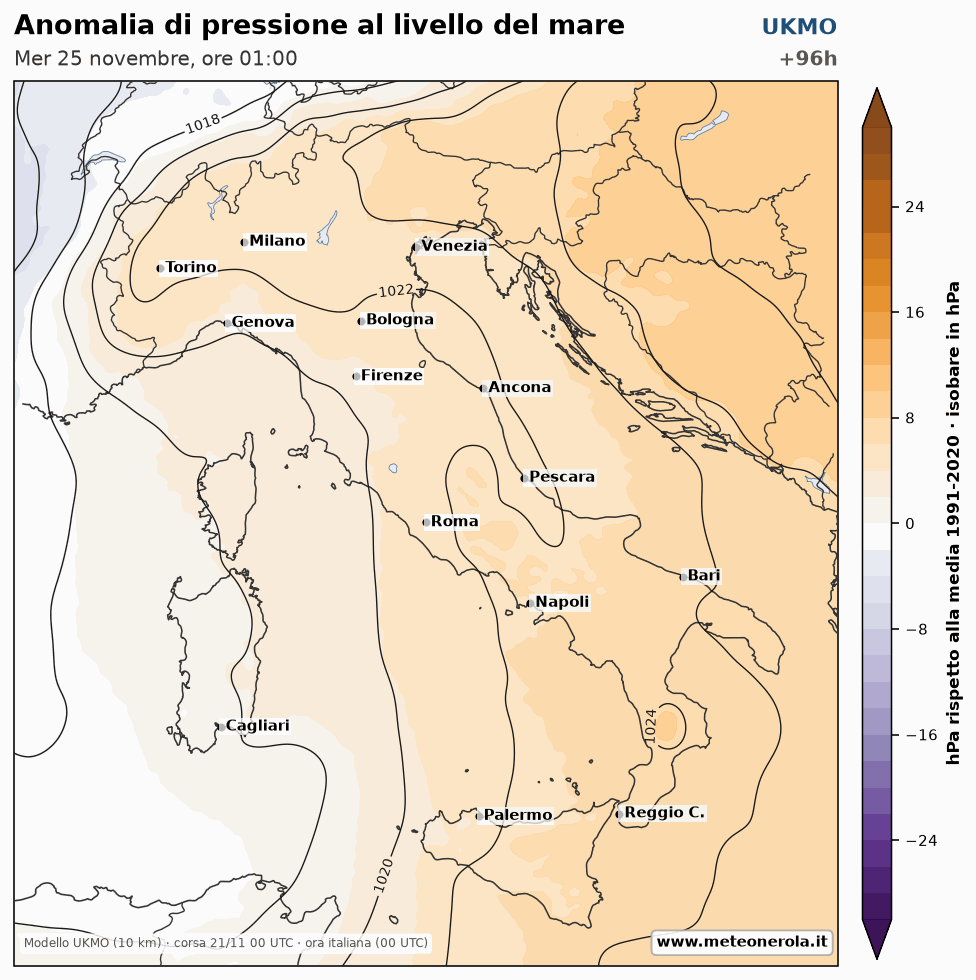 Anomalia di pressione al livello del mare
UKMO
Mer 25 novembre, ore 01:00
+96h
1018
Milano
Venezia
Torino
1022
Genova
Bologna
Firenze
Ancona
Pescara
Roma
Bari
Napoli
Cagliari
1024
Palermo
Reggio C.
1020
Modello UKMO (10 km) · corsa 21/11 00 UTC · ora italiana (00 UTC)
www.meteonerola.it
24
16
8
0
−8
−16
−24
hPa rispetto alla media 1991-2020 · isobare in hPa